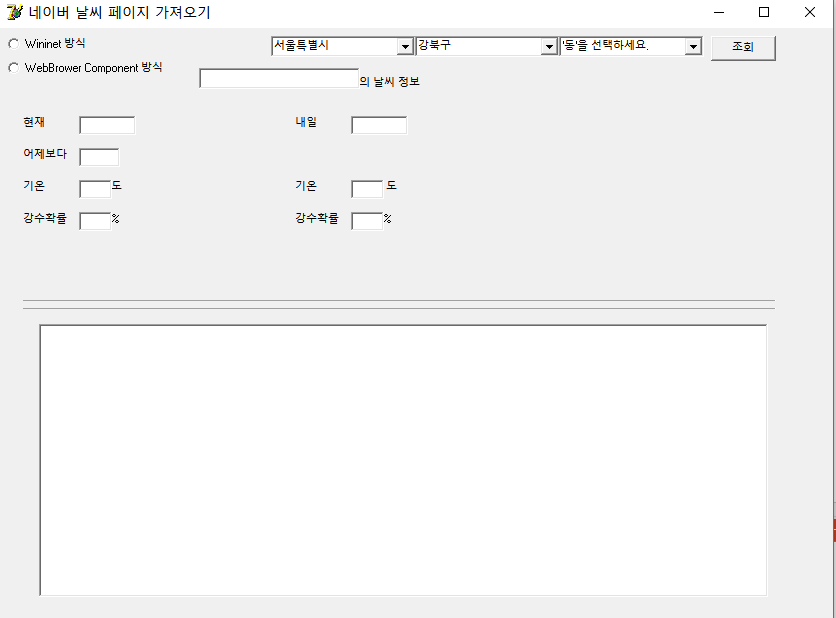 네이버 날씨 페이지 가져오기
Wininet 방식
서울특별시 강북구 '동'을 선택하세요. 조회
WebBrower Component 방식
의 날씨 정보
현재 내일
어제보다
기온 도 기온 도
강수확률 % 강수확률 %